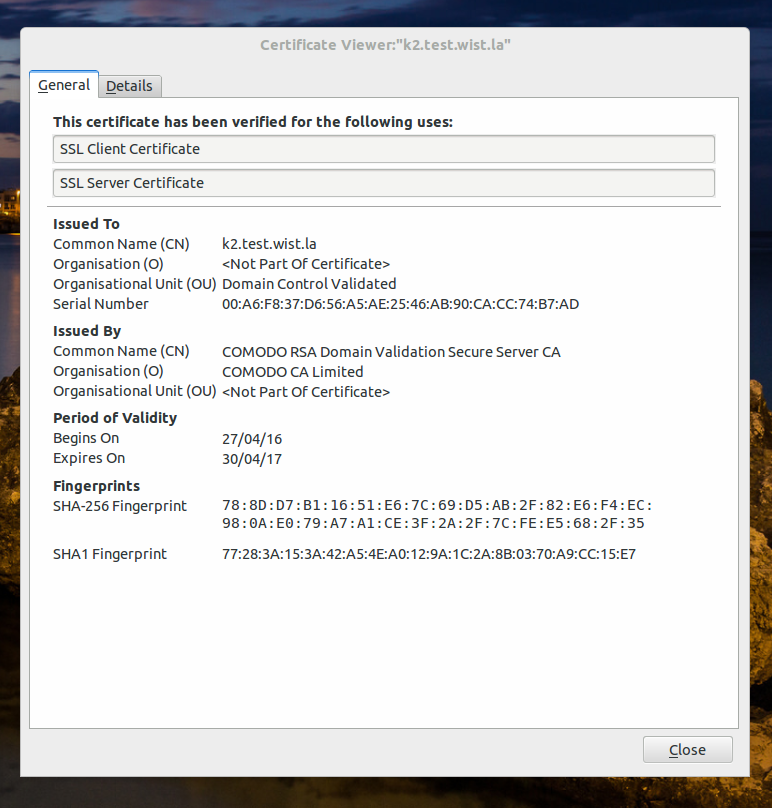 Certificate Viewer:"k2.test.wist.la"
General Details
This certificate has been verified for the following uses:
SSL Client Certificate
SSL Server Certificate
Issued To
Common Name (CN) k2.test.wist.la
Organisation (O) <Not Part Of Certificate>
Organisational Unit (OU) Domain Control Validated
Serial Number 00:A6:F8:37:D6:56:A5:AE:25:46:AB:90:CA:CC:74:B7:AD
Issued By
Common Name (CN) COMODO RSA Domain Validation Secure Server CA
Organisation (O) COMODO CA Limited
Organisational Unit (OU) <Not Part Of Certificate>
Period of Validity
Begins On 27/04/16
Expires On 30/04/17
Fingerprints
SHA-256 Fingerprint 78:8D:D7:B1:16:51:E6:7C:69:D5:AB:2F:82:E6:F4:EC:
98:0A:E0:79:A7:A1:CE:3F:2A:2F:7C:FE:E5:68:2F:35
SHA1 Fingerprint 77:28:3A:15:3A:42:A5:4E:A0:12:9A:1C:2A:8B:03:70:A9:CC:15:E7
Close